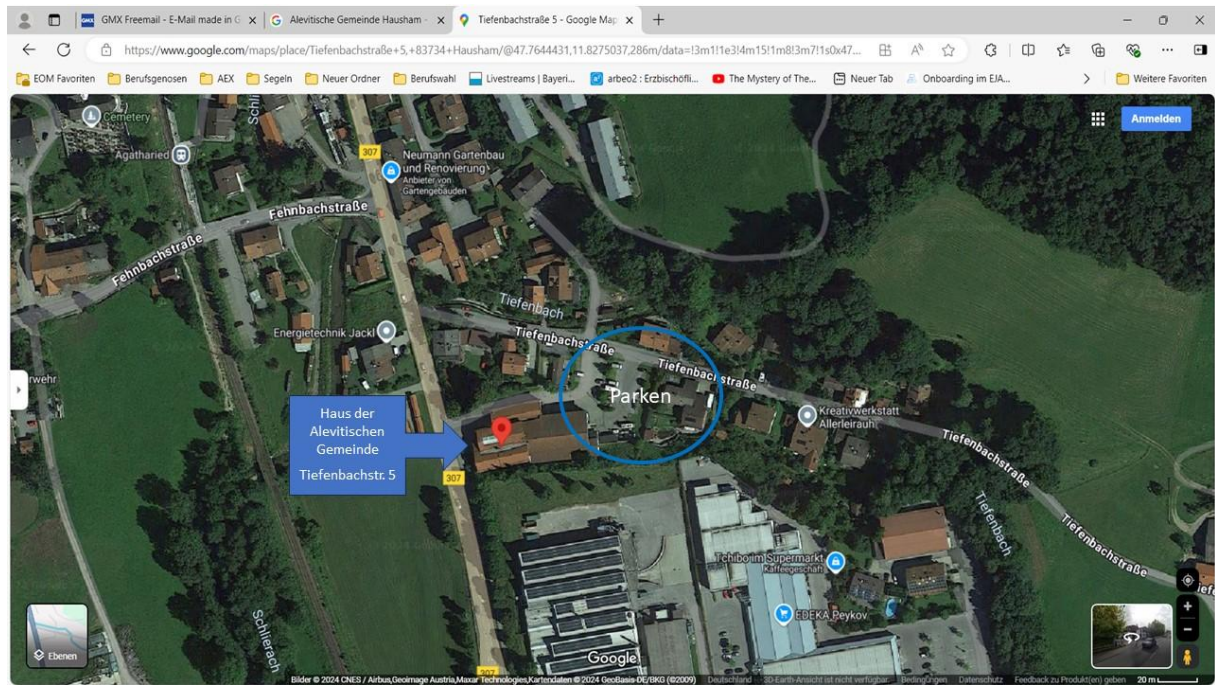 GMX Freemail - E-Mail made in G
Alevitische Gemeinde Hausham -
Tiefenbachstraße 5 - Google Map
https://www.google.com/maps/place/Tiefenbachstraße+5,+83734+Hausham/@47.7644431,11.8275037,286m/data=!3m1!1e3!4m15!1m8!3m7!1s0x47...
EOM Favoriten
Berufsgenosen
AEX
Segeln
Neuer Ordner
Berufswahl
Livestreams | Bayeri...
arbeo2 : Erzbischöfli...
The Mystery of The...
Neuer Tab
Onboarding im EJA...
Weitere Favoriten
Cemetery
Schlie
Anmelden
Agatharied
307
Neumann Gartenbau
und Renovierung
Anbieter von
Gartengebäuden
Fehnbachstraße
Fehnbachstraße
Tiefenbach
Energietechnik Jackl
Tiefenbachstraße
Tiefenbachstraße
rwehr
Parken
Haus der
Alevitischen
Gemeinde
Tiefenbachstr. 5
Kreativwerkstatt
Allerleirauh
Tiefenbachstraße
307
Tiefenbach
Tiefenbachstraße
Tchibo im Supermarkt
Kaffeegeschäft
EDEKA Peykov
Schlierach
Ebenen
Google
307
Bilder © 2024 CNES / Airbus,Geoimage Austria,Maxar Technologies,Kartendaten © 2024 GeoBasis-DE/BKG (©2009)
Deutschland
3D-Earth-Ansicht ist nicht verfügbar.
Bedingungen
Datenschutz
Feedback zu Produkt(en) geben
20 m